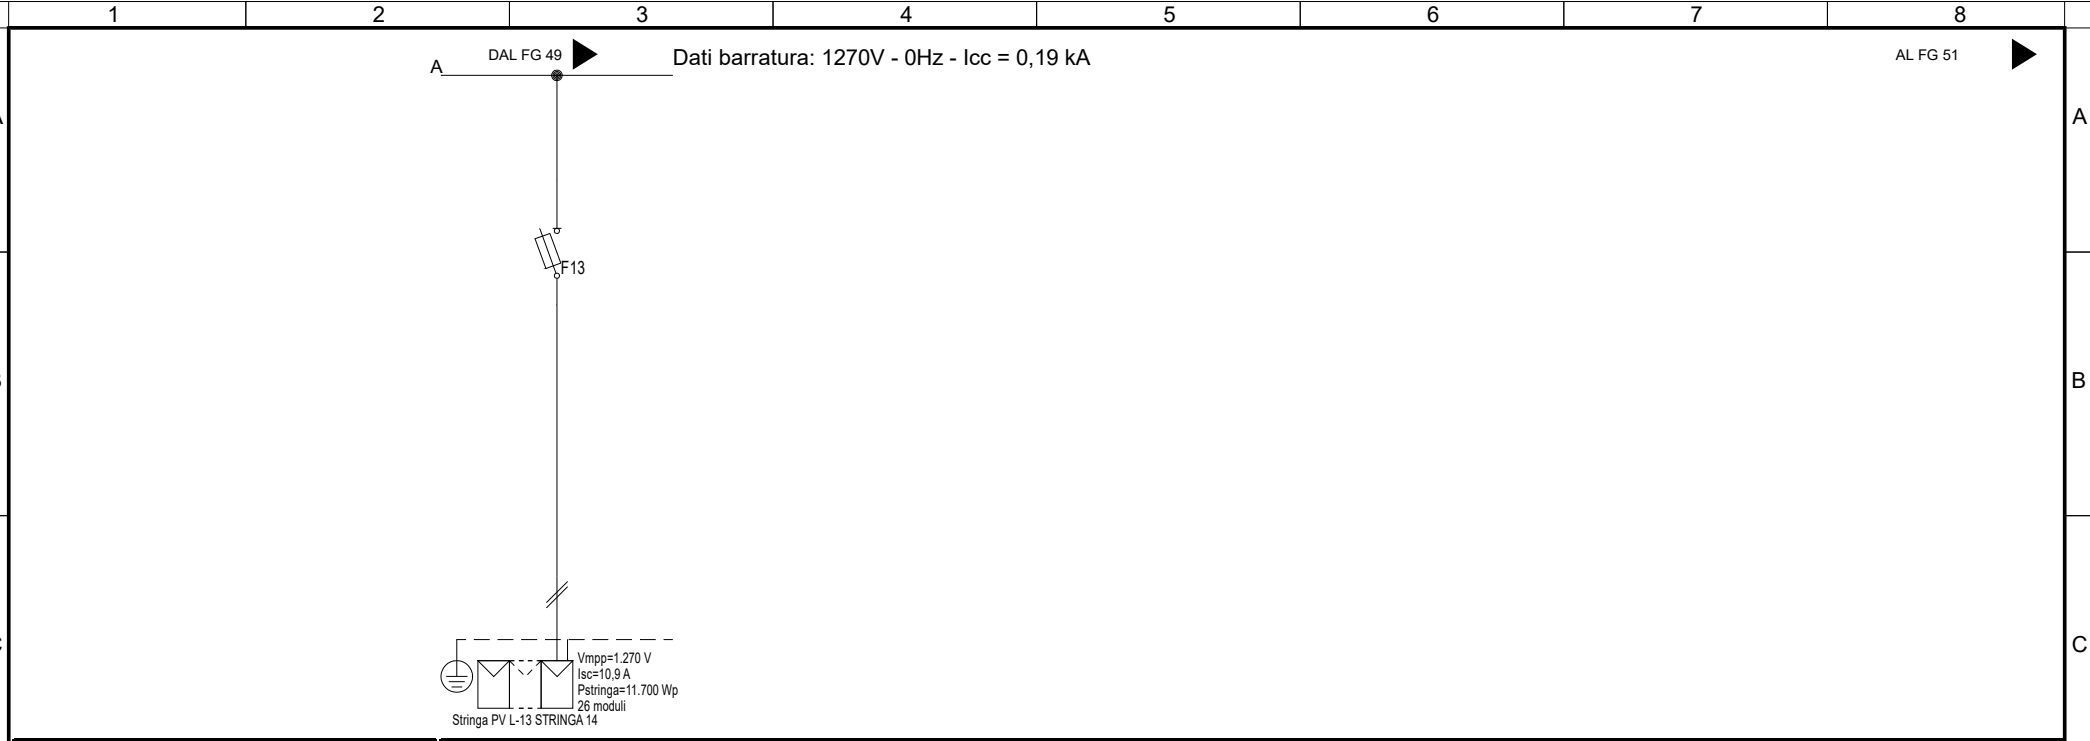 1 2 3 4 5 6 7 8
DAL FG 49 Dati barratura: 1270V - 0Hz - Icc = 0,19 kA AL FG 51
A
A
F13
B
C
Vmpp=1.270 V
Isc=10,9 A
Pstringa=11.700 Wp
26 moduli
Stringa PV L-13 STRINGA 14